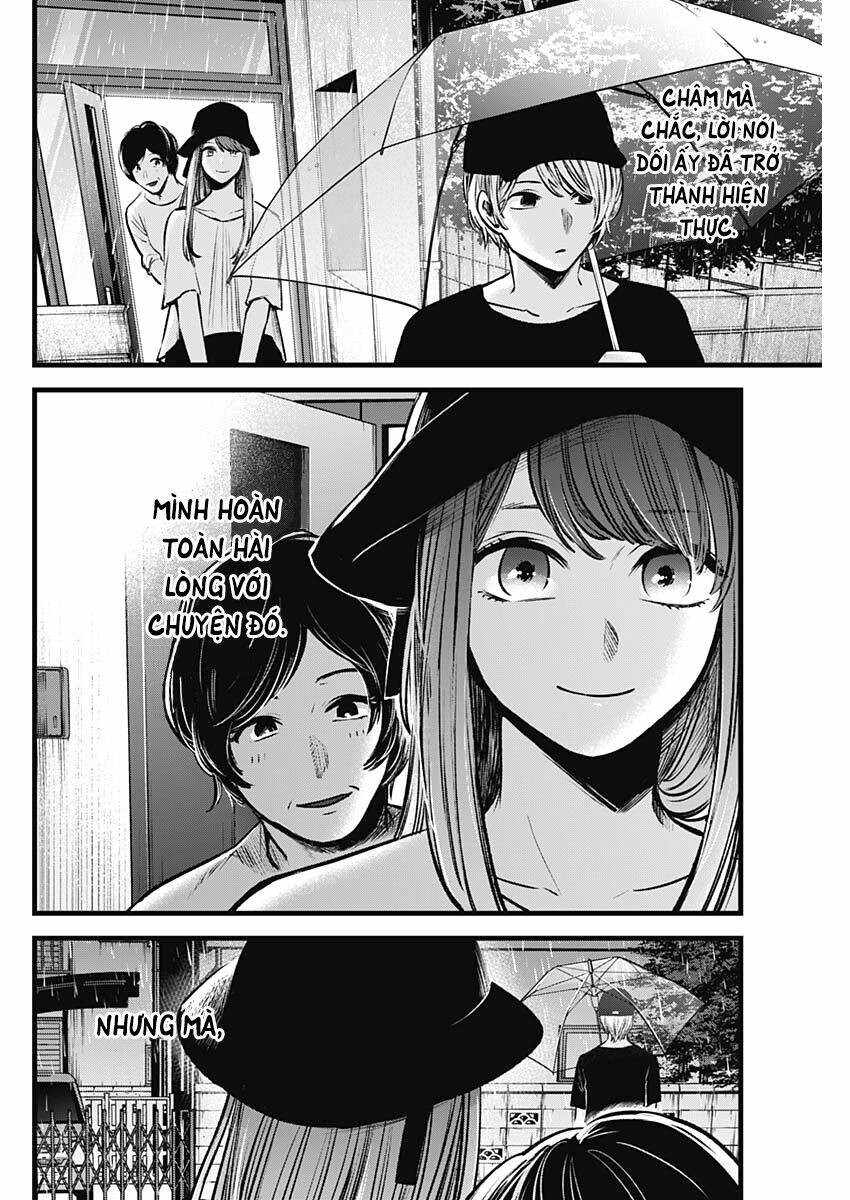 CHẬM MÀ
CHẮC, LỜI NÓI
DỐI ẤY ĐÃ TRỞ
THÀNH HIỆN
THỰC.
MÌNH HOÀN
TOÀN HÀI
LÒNG VỚI
CHUYỆN ĐÓ.
NHƯNG MÀ,